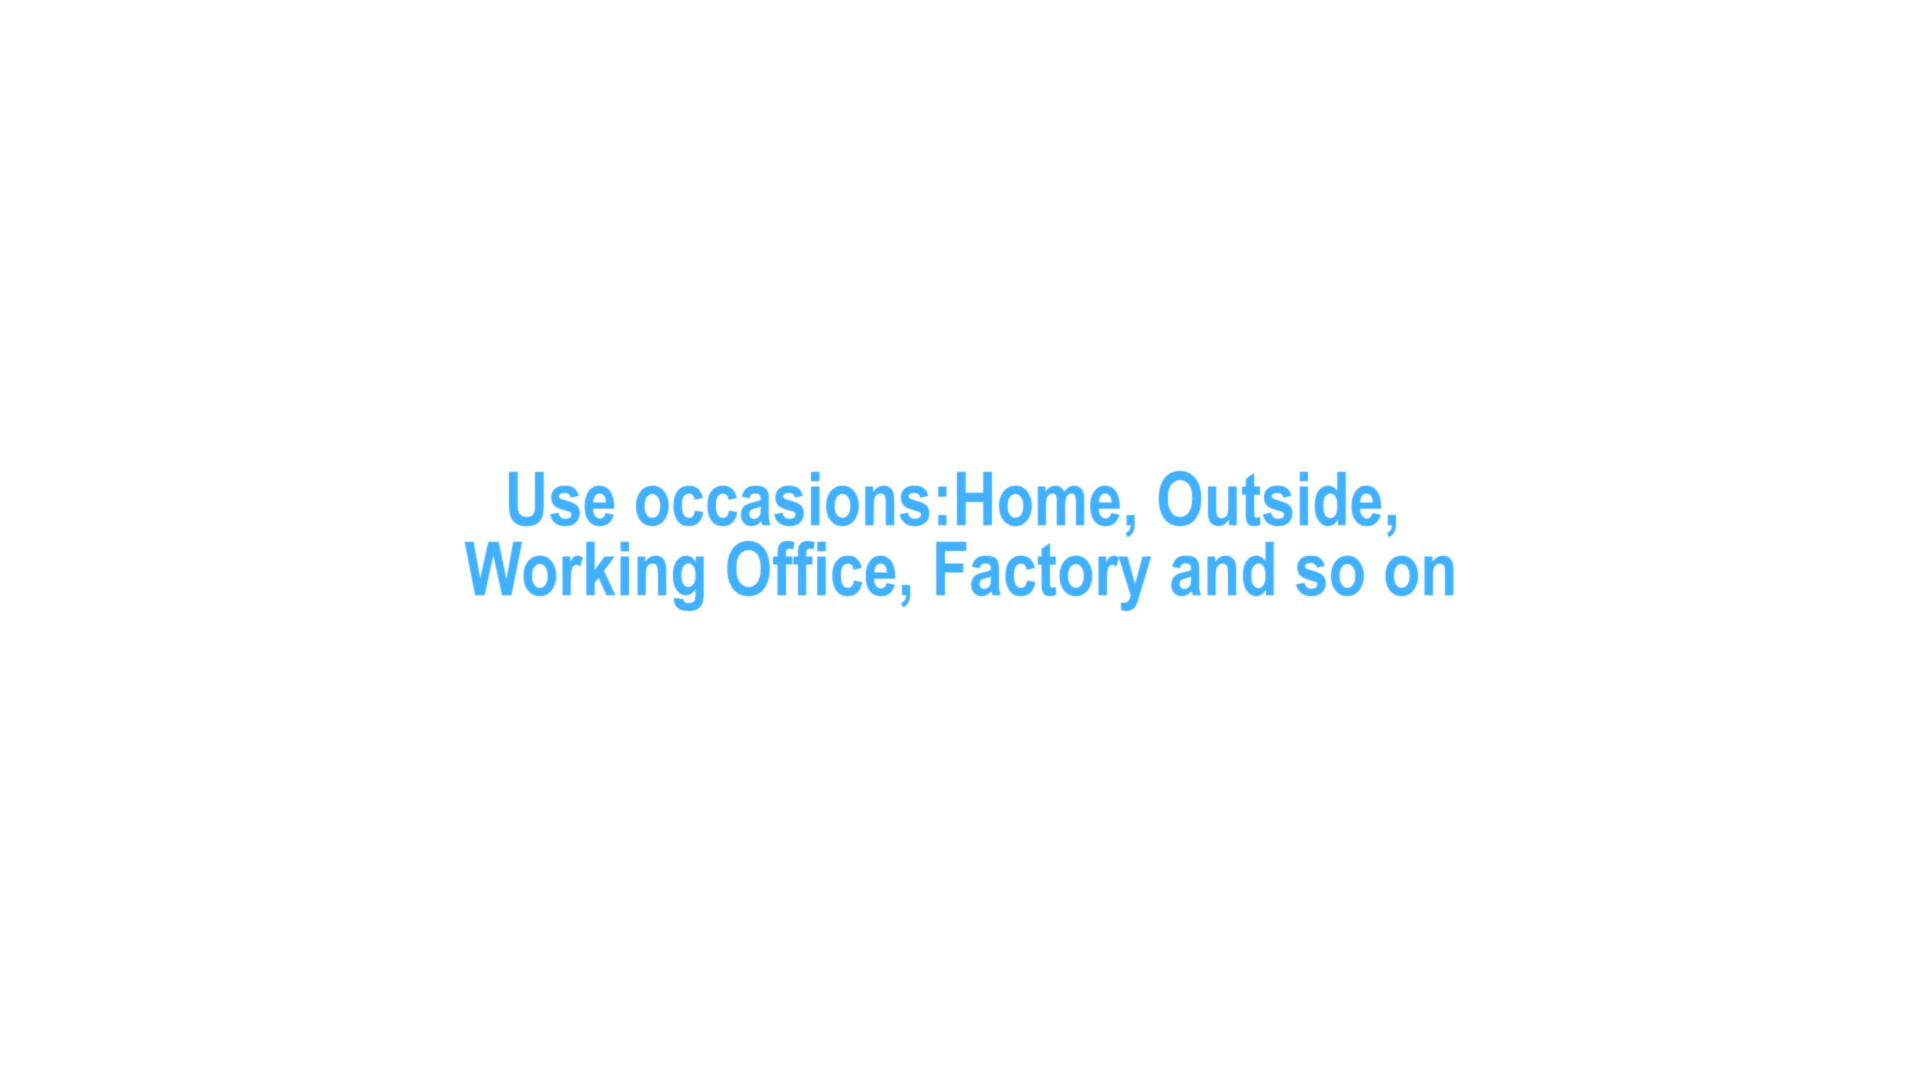 Use occasions:Home, Outside,
Working Office, Factory and so on